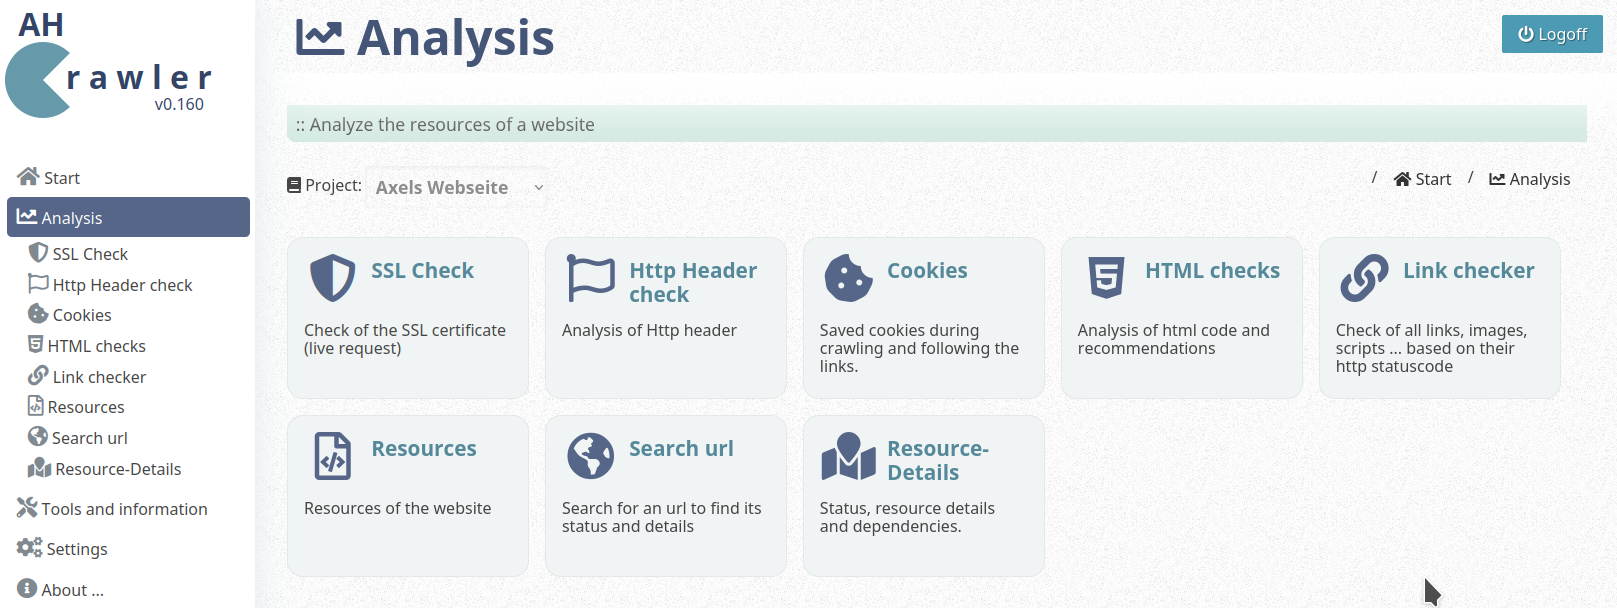 AH
rawler
v0.160
Start
Analysis
SSL Check
Http Header check
Cookies
HTML checks
Link checker
Resources
Search url
Resource-Details
Tools and information
Settings
About ...
Analysis
Logoff
:: Analyze the resources of a website
Project: Axels Webseite
/ Start / Analysis
SSL Check
Check of the SSL certificate
(live request)
Http Header
check
Analysis of Http header
Cookies
Saved cookies during
crawling and following the
links.
HTML checks
Analysis of html code and
recommendations
Link checker
Check of all links, images,
scripts ... based on their
http statuscode
Resources
Resources of the website
Search url
Search for an url to find its
status and details
Resource-
Details
Status, resource details
and dependencies.